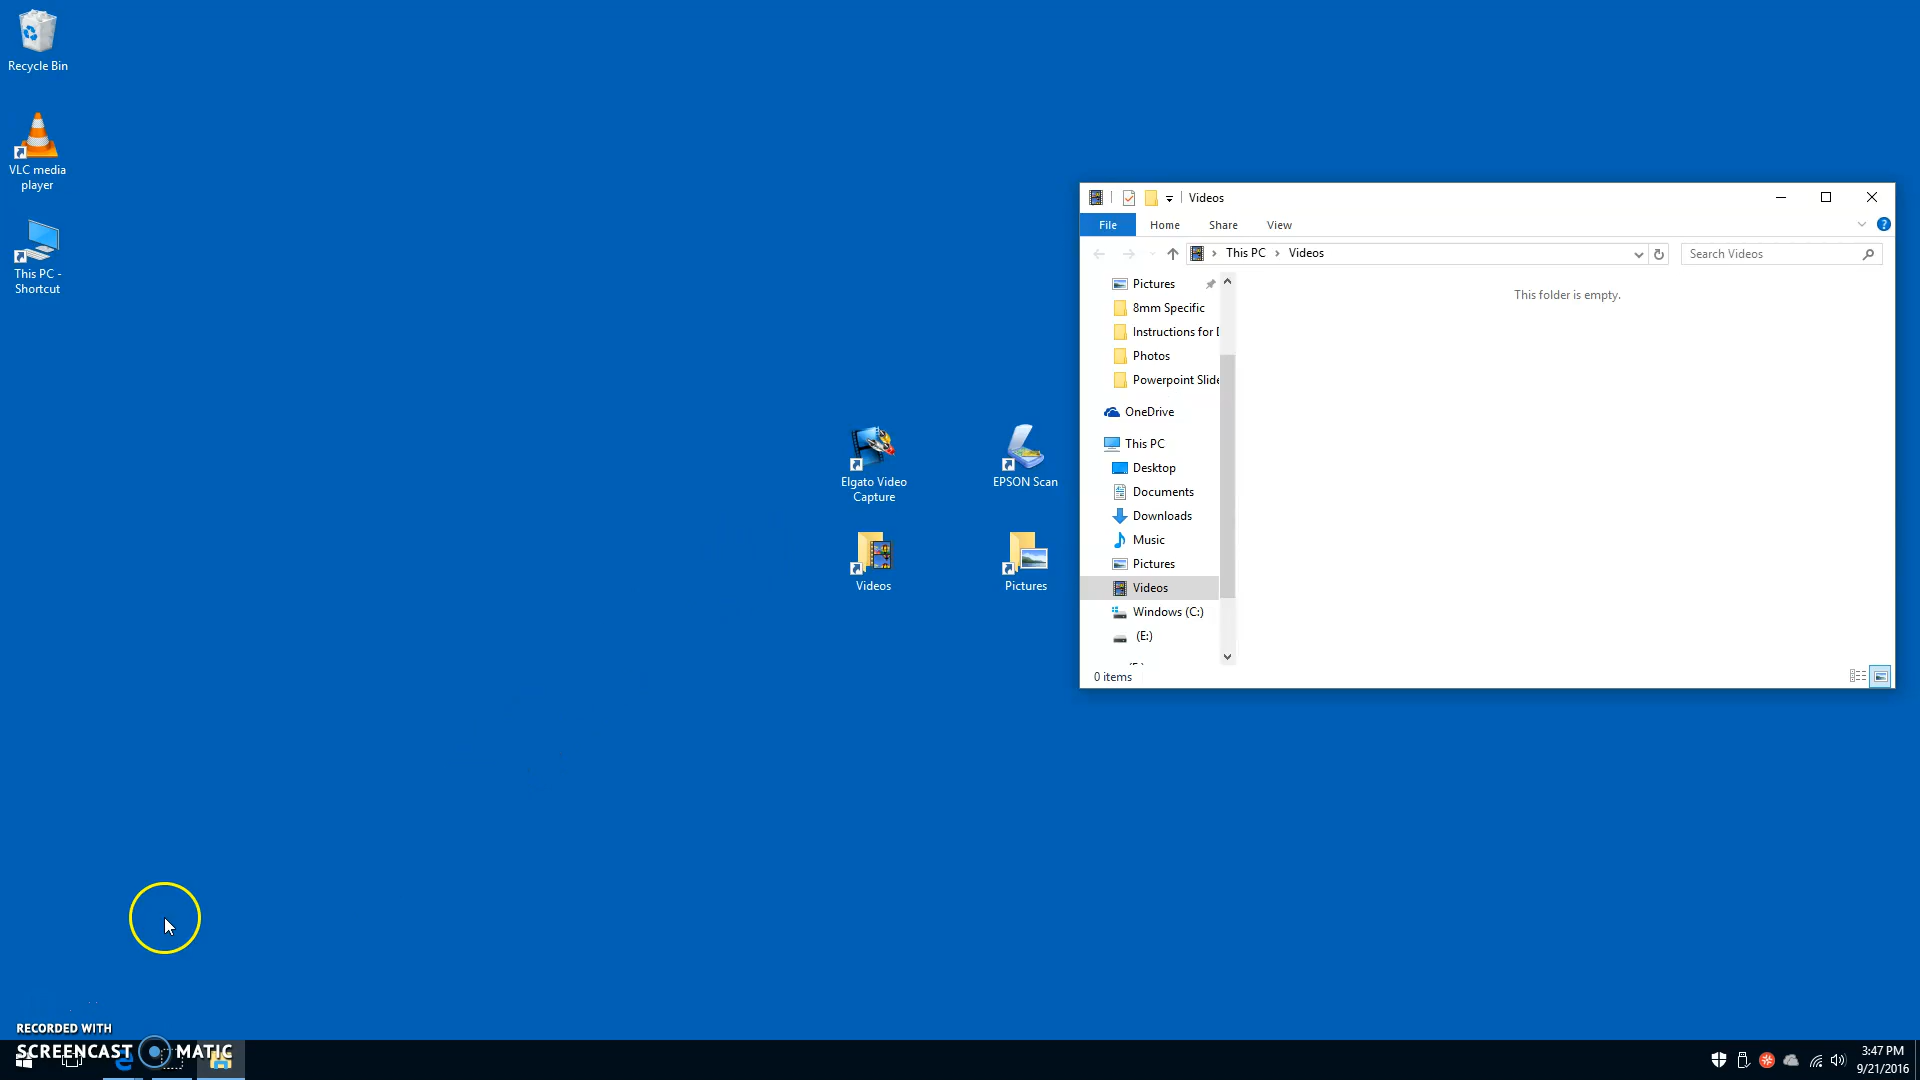 Recycle Bin
VLC media
player
This PC -
Shortcut
Elgato Video
Capture
EPSON Scan
Videos
Pictures
Videos
File Home Share View
This PC > Videos
Search Videos
Pictures
8mm Specific
Instructions for D
Photos
Powerpoint Slide
OneDrive
This PC
Desktop
Documents
Downloads
Music
Pictures
Videos
Windows (C:)
(E:)
This folder is empty.
0 items
RECORDED WITH
SCREENCAST MATIC
3:47 PM
9/21/2016